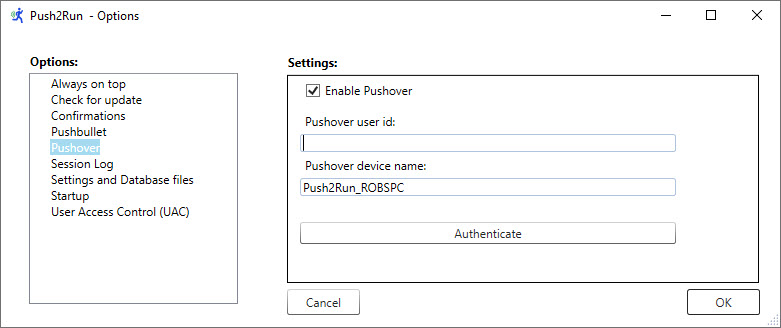 Push2Run - Options
Options:
Always on top
Check for update
Confirmations
Pushbullet
Pushover
Session Log
Settings and Database files
Startup
User Access Control (UAC)
Settings:
Enable Pushover
Pushover user id:
Pushover device name:
Push2Run_ROBSPC
Authenticate
Cancel
OK